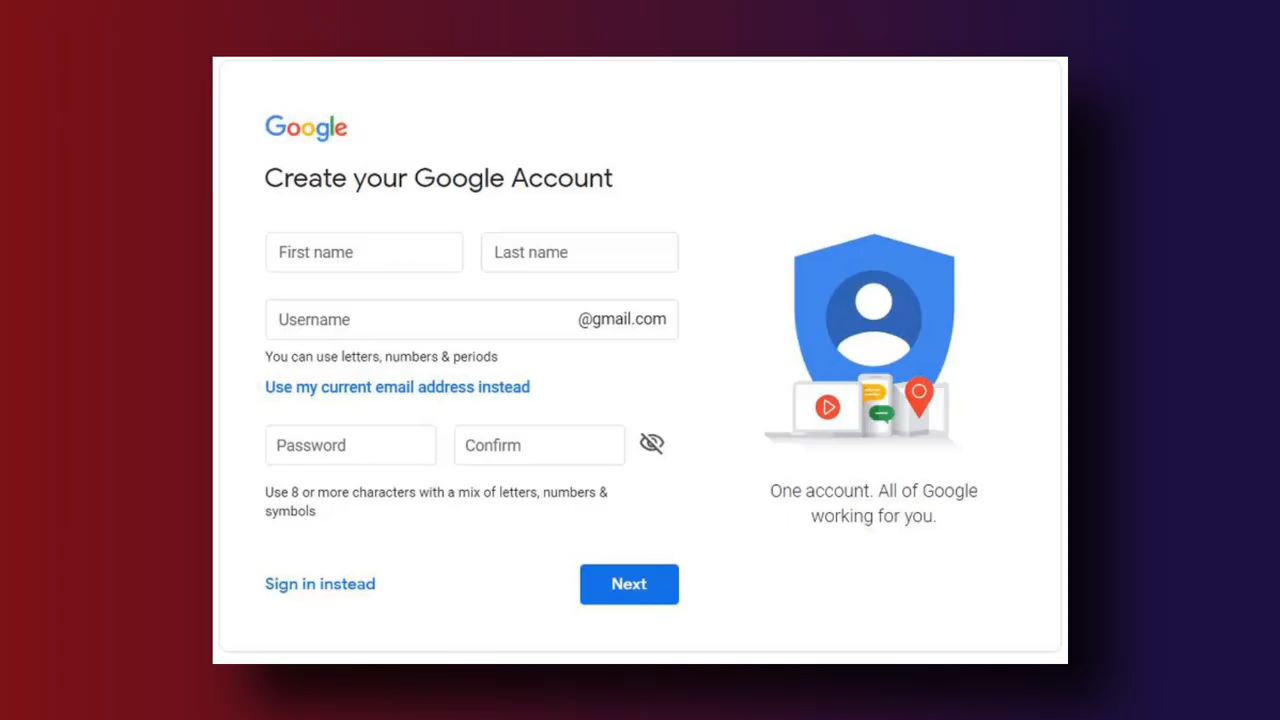 Google
Create your Google Account
First name
Last name
Username @gmail.com
You can use letters, numbers & periods
Use my current email address instead
Password
Confirm
Use 8 or more characters with a mix of letters, numbers &
symbols
Sign in instead
Next
One account. All of Google
working for you.